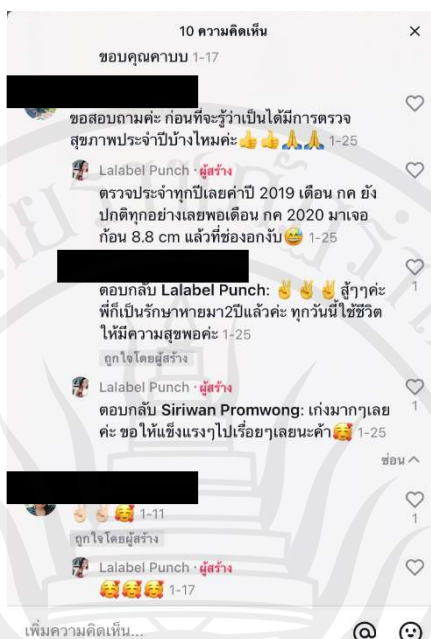 10 ความคิดเห็น
ขอบคุณคาบบ 1-17
ขอสอบถามค่ะ ก่อนที่จะรู้ว่าเป็นได้มีการตรวจ
สุขภาพประจำปีบ้างไหมค่ะ👍👍🙏🙏 1-25
Lalabel Punch · ผู้สร้าง
ตรวจประจำทุกปีเลยค่าปี 2019 เดือน กค ยัง
ปกติทุกอย่างเลยพอเดือน กค 2020 มาเจอ
ก้อน 8.8 cm แล้วที่ช่องอกงับ😅 1-25
ตอบกลับ Lalabel Punch: ✌️✌️✌️ สู้ๆๆค่ะ
1
พี่ก็เป็นรักษาหายมา2ปีแล้วค่ะ ทุกวันนี้ใช้ชีวิต
ให้มีความสุขพอค่ะ 1-25
ถูกใจโดยผู้สร้าง
Lalabel Punch · ผู้สร้าง
ตอบกลับ Siriwan Promwong: เก่งมากๆเลย
1
ค่ะ ขอให้แข็งแรงๆไปเรื่อยๆเลยนะค้า🥰 1-25
ซ่อน
✌🏻✌🏻🥰 1-11
1
ถูกใจโดยผู้สร้าง
Lalabel Punch · ผู้สร้าง
🥰🥰🥰 1-17
เพิ่มความคิดเห็น...
@